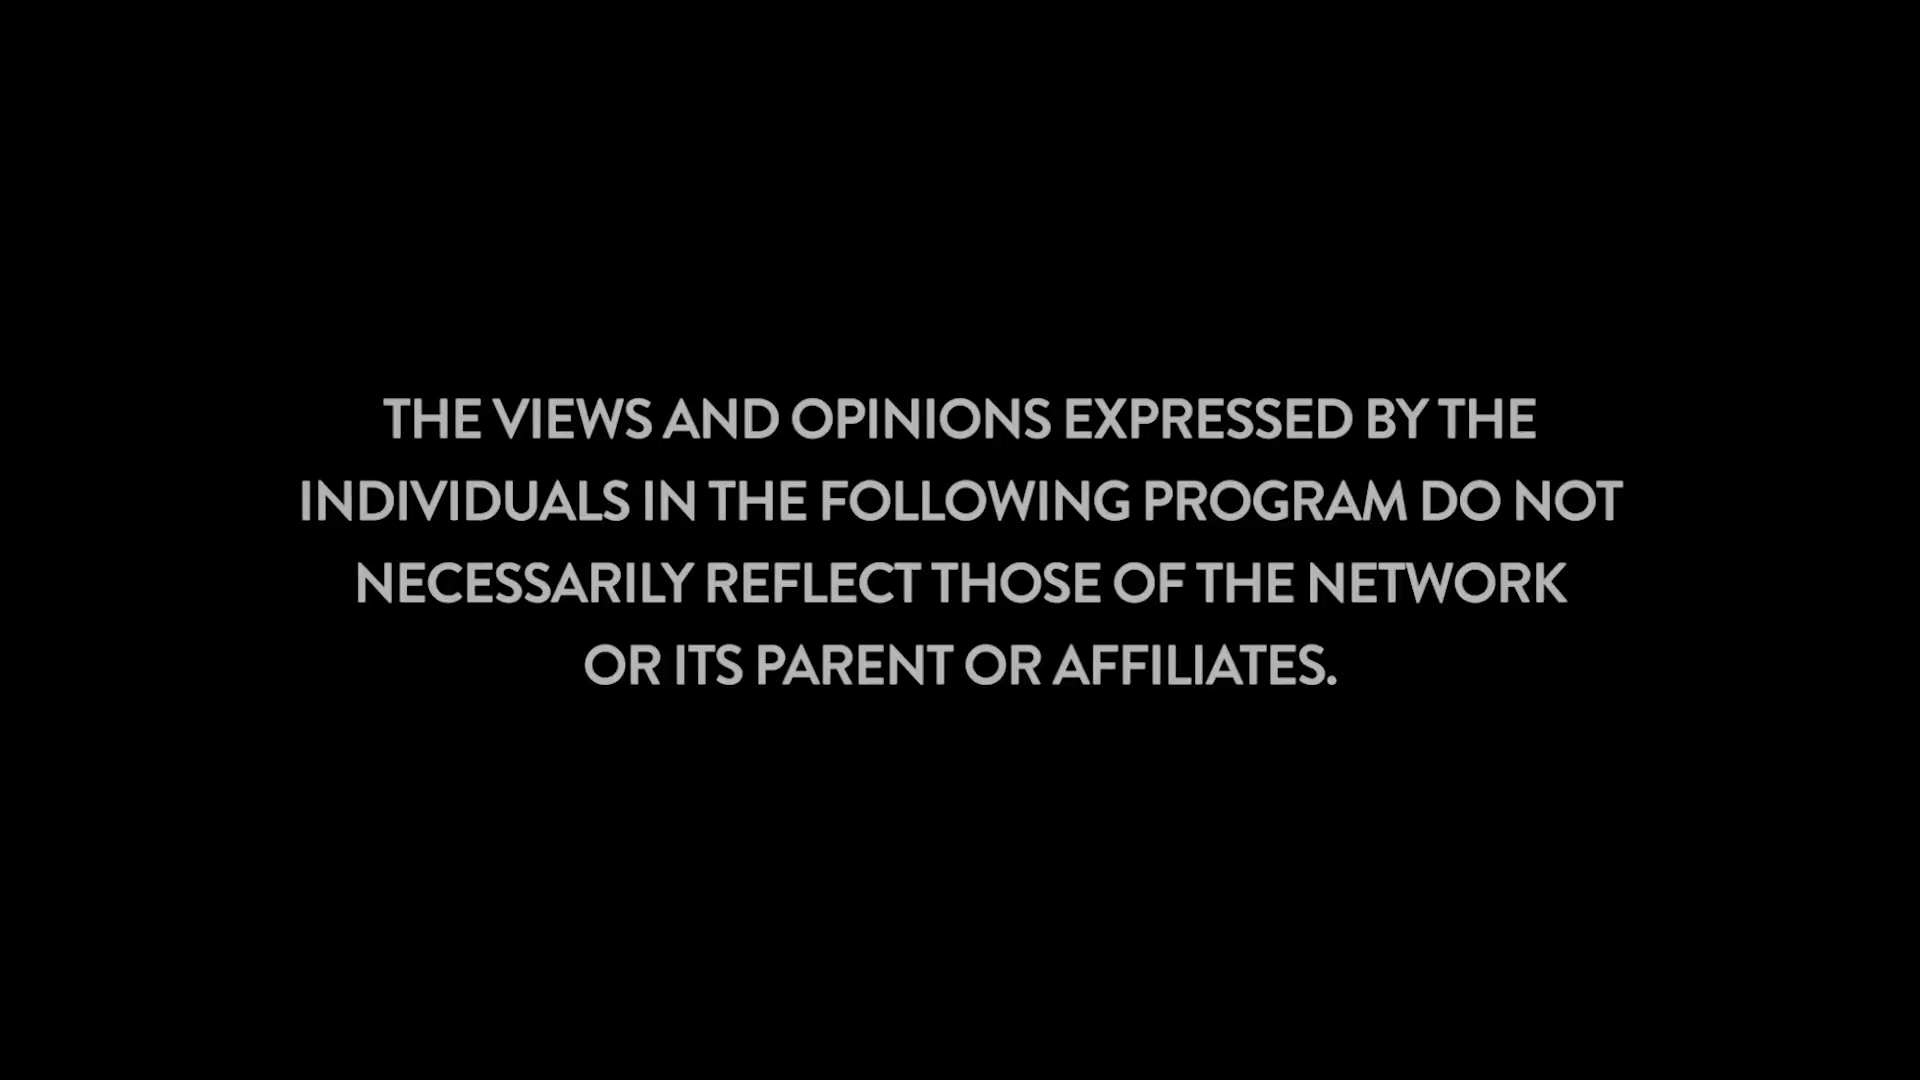 THE VIEWS AND OPINIONS EXPRESSED BY THE
INDIVIDUALS IN THE FOLLOWING PROGRAM DO NOT
NECESSARILY REFLECT THOSE OF THE NETWORK
OR ITS PARENT OR AFFILIATES.